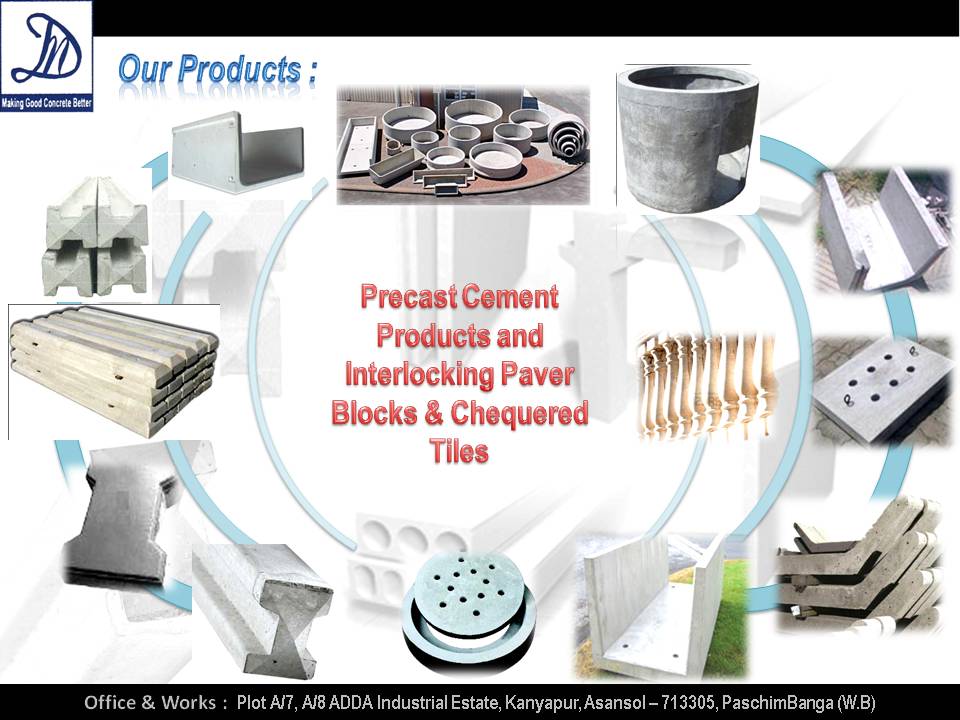 Making Good Concrete Better
Our Products :
Precast Cement
Products and
Interlocking Paver
Blocks & Chequered
Tiles
Office & Works : Plot A/7, A/8 ADDA Industrial Estate, Kanyapur, Asansol – 713305, PaschimBanga (W.B)